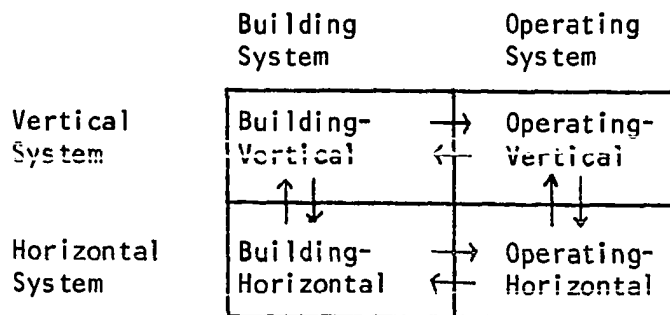 Building Operating
System System
Vertical Building- Operating-
System Vertical Vertical
Horizontal Building- Operating-
System Horizontal Horizontal